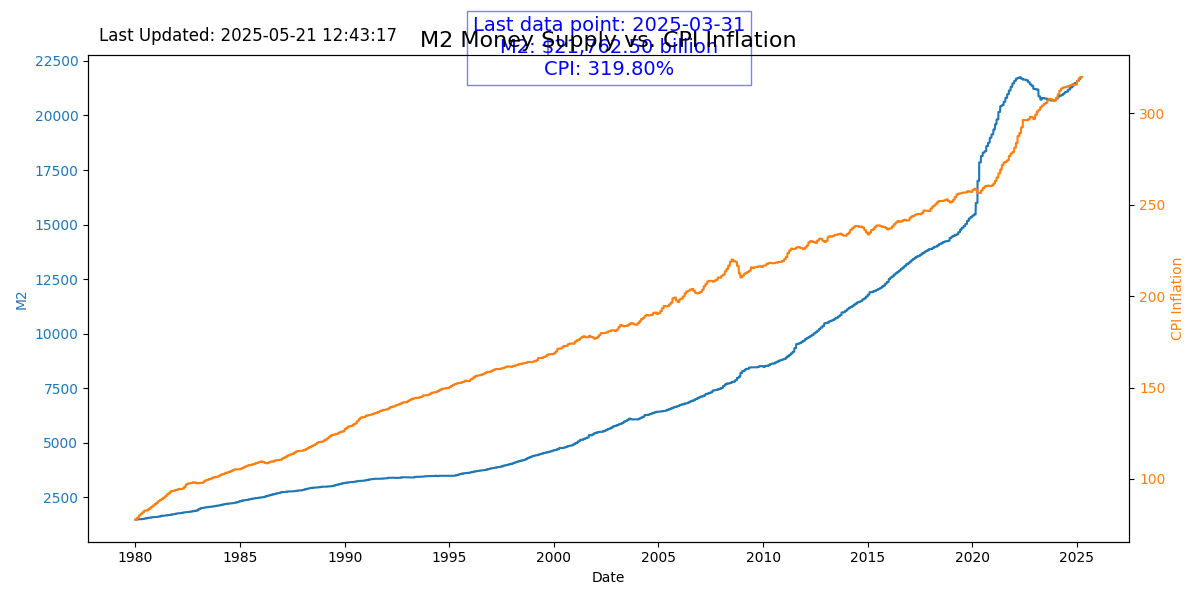 Last Updated: 2025-05-21 12:43:17
M2 Money Supply vs. CPI Inflation
Last data point: 2025-03-31
M2: $21,762.50 billion
CPI: 319.80%
22500
20000
17500
15000
12500
10000
7500
5000
2500
M2
300
250
200
150
100
CPI Inflation
1980 1985 1990 1995 2000 2005 2010 2015 2020 2025
Date